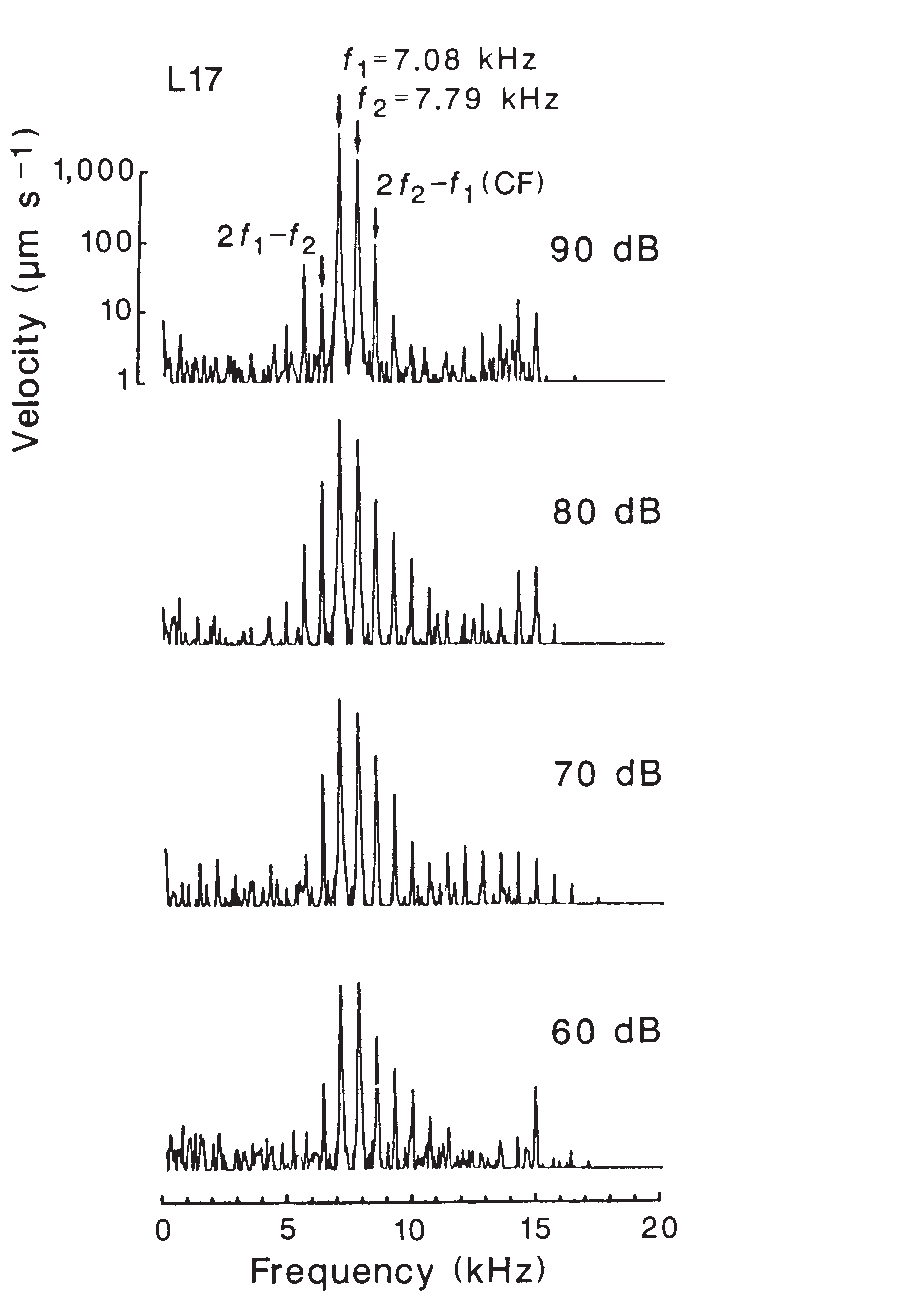 L17
f₁=7.08 kHz
f₂=7.79 kHz
2f₂–f₁(CF)
2f₁–f₂
90 dB
Velocity (μm s⁻¹)
1,000
100
10
1
80 dB
70 dB
60 dB
0 5 10 15 20
Frequency (kHz)